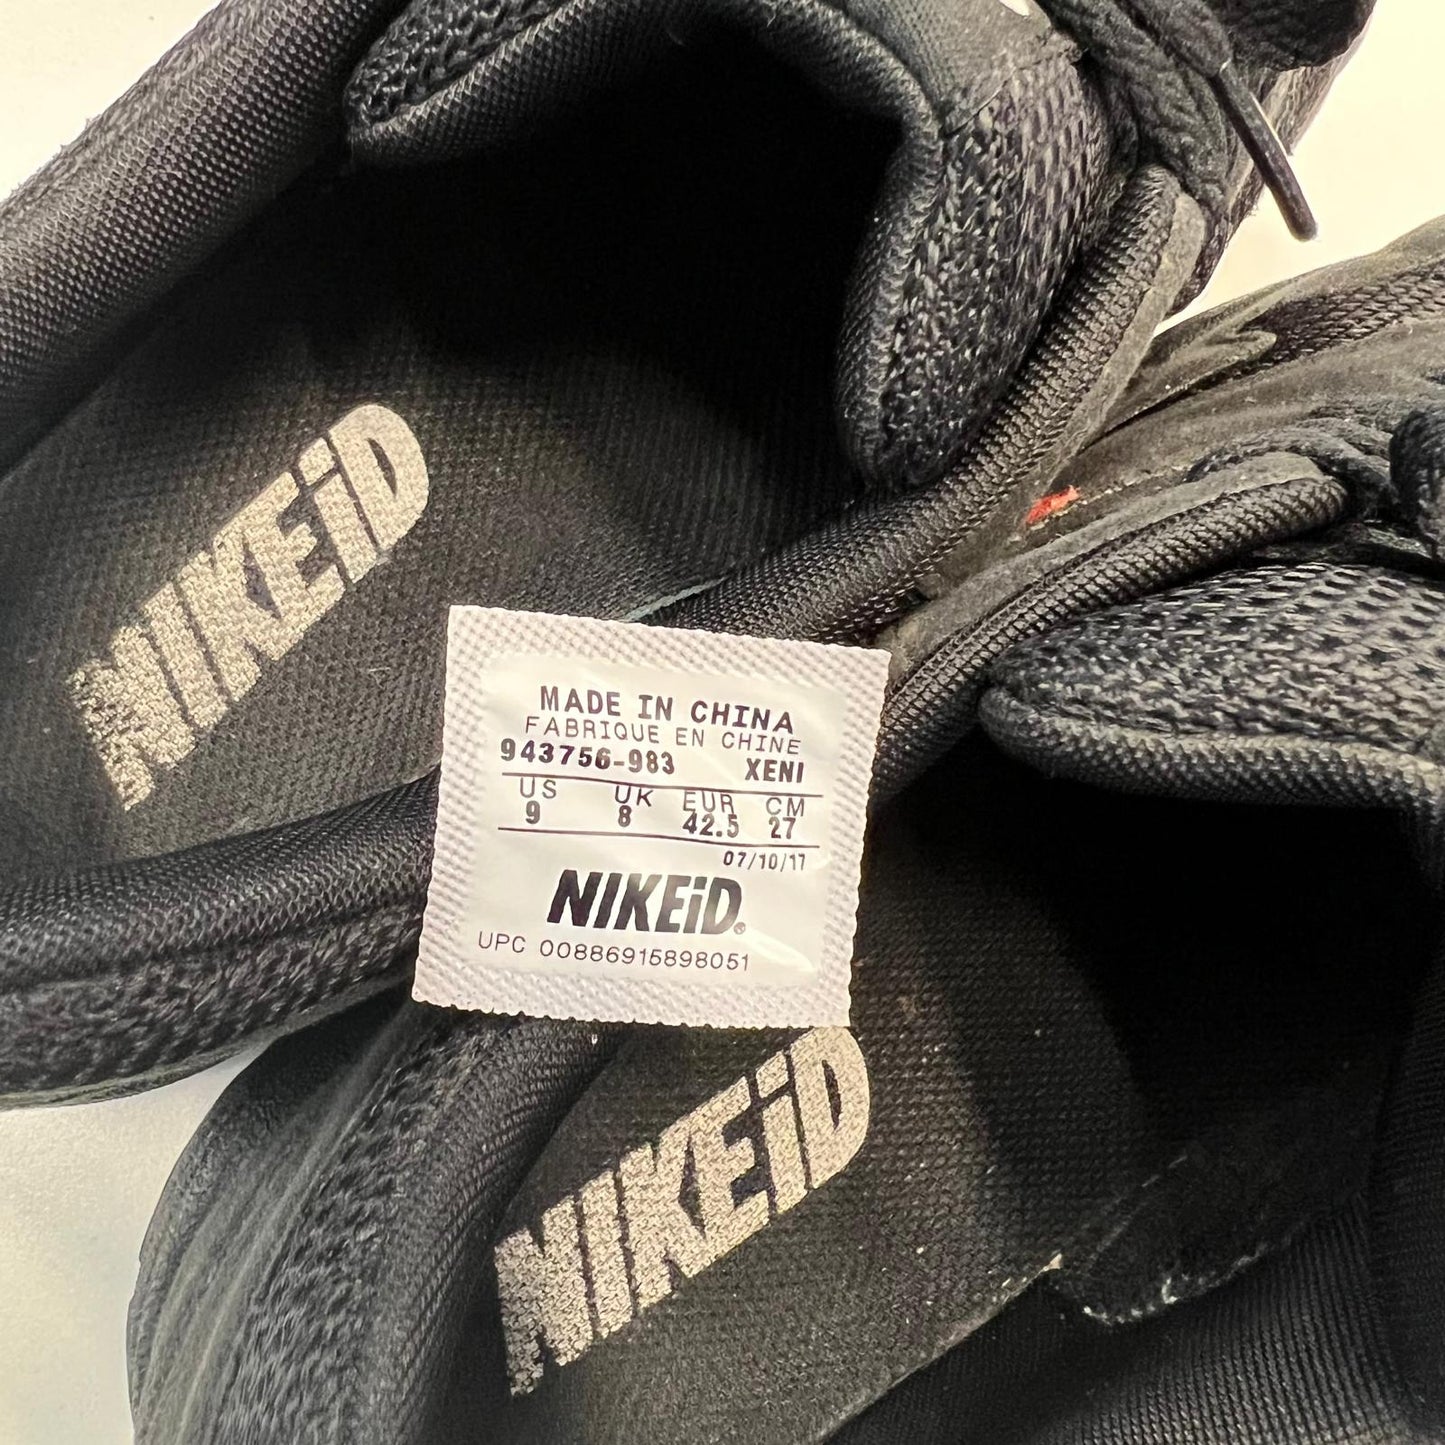 NIKEiD
MADE IN CHINA
FABRIQUE EN CHINE
943756-983 XENI
US UK EUR CM
9 8 42.5 27
07/10/17
NIKEiD.
UPC 00886915898051
NIKEiD